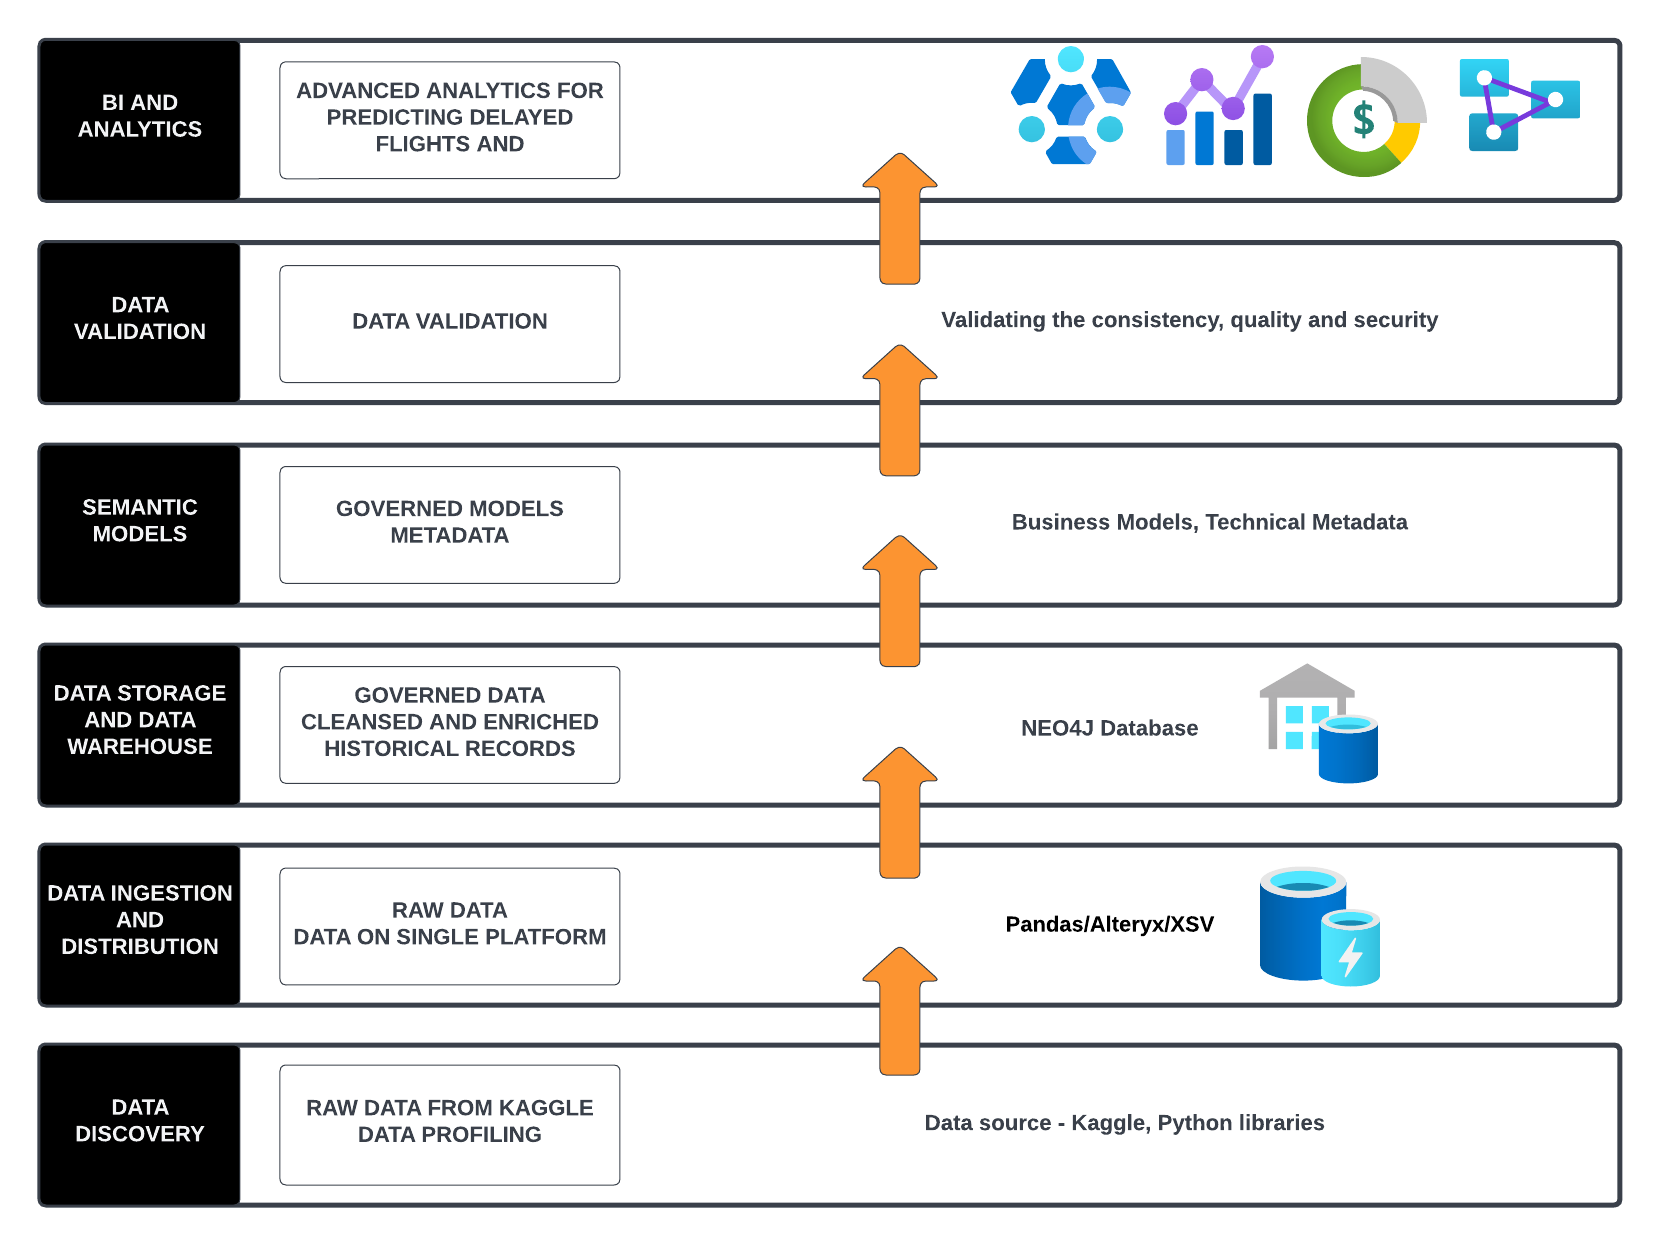 BI AND
ANALYTICS
ADVANCED ANALYTICS FOR
PREDICTING DELAYED
FLIGHTS AND
$
DATA
VALIDATION
DATA VALIDATION
Validating the consistency, quality and security
SEMANTIC
MODELS
GOVERNED MODELS
METADATA
Business Models, Technical Metadata
DATA STORAGE
AND DATA
WAREHOUSE
GOVERNED DATA
CLEANSED AND ENRICHED
HISTORICAL RECORDS
NEO4J Database
DATA INGESTION
AND
DISTRIBUTION
RAW DATA
DATA ON SINGLE PLATFORM
Pandas/Alteryx/XSV
DATA
DISCOVERY
RAW DATA FROM KAGGLE
DATA PROFILING
Data source - Kaggle, Python libraries